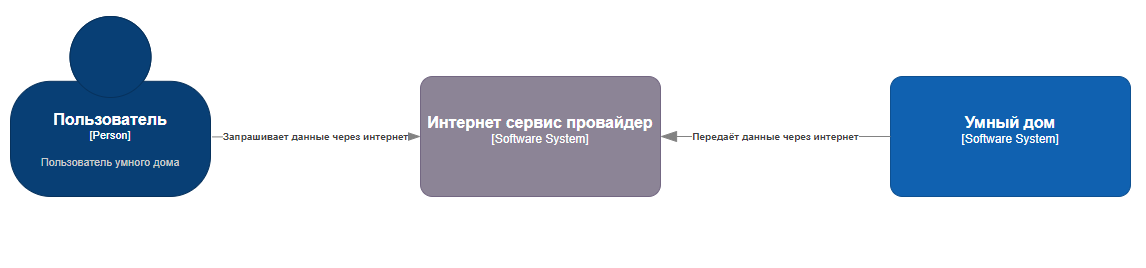 Пользователь
[Person]
Пользователь умного дома
Запрашивает данные через интернет
Интернет сервис провайдер
[Software System]
Передаёт данные через интернет
Умный дом
[Software System]